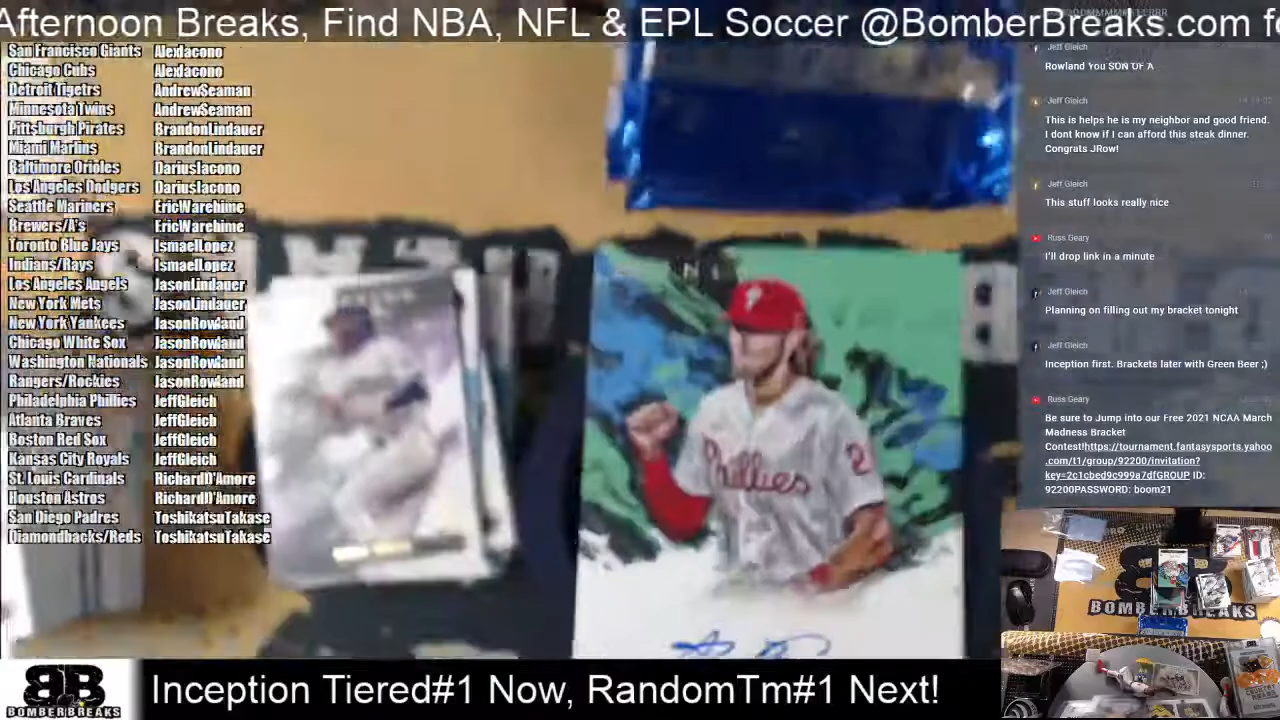 Afternoon Breaks, Find NBA, NFL & EPL Soccer @BomberBreaks.com fo
San Francisco Giants AlexIacono
Chicago Cubs AlexIacono
Detroit Tigetrs AndrewSeaman
Minnesota Twins AndrewSeaman
Pittsburgh Pirates BrandonLindauer
Miami Marlins BrandonLindauer
Baltimore Orioles DariusIacono
Los Angeles Dodgers DariusIacono
Seattle Mariners EricWarehime
Brewers/A's EricWarehime
Toronto Blue Jays IsmaelLopez
Indians/Rays IsmaelLopez
Los Angeles Angels JasonLindauer
New York Mets JasonLindauer
New York Yankees JasonRowland
Chicago White Sox JasonRowland
Washington Nationals JasonRowland
Rangers/Rockies JasonRowland
Philadelphia Phillies JeffGleich
Atlanta Braves JeffGleich
Boston Red Sox JeffGleich
Kansas City Royals JeffGleich
St. Louis Cardinals RichardD'Amore
Houston Astros RichardD'Amore
San Diego Padres ToshikatsuTakase
Diamondbacks/Reds ToshikatsuTakase
Phillies
2
Jeff Gleich
Rowland You SON OF A
Jeff Gleich
This is helps he is my neighbor and good friend.
I dont know if I can afford this steak dinner.
Congrats JRow!
Jeff Gleich
This stuff looks really nice
Russ Geary
I'll drop link in a minute
Jeff Gleich
Planning on filling out my bracket tonight
Jeff Gleich
Inception first. Brackets later with Green Beer ;)
Russ Geary
Be sure to Jump into our Free 2021 NCAA March
Madness Bracket
Contest!https://tournament.fantasysports.yahoo
.com/t1/group/92200/invitation?
key=2c1cbed9c999a7dfGROUP ID:
92200PASSWORD: boom21
BOMBERBREAKS
BB
BOMBERBREAKS
Inception Tiered#1 Now, RandomTm#1 Next!